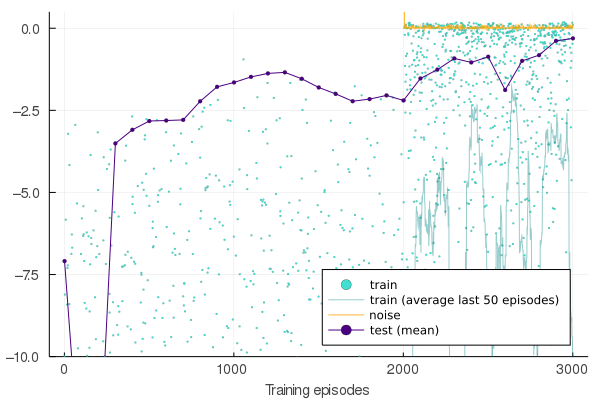 0.0
−2.5
−5.0
−7.5
−10.0
train
train (average last 50 episodes)
noise
test (mean)
0
1000
2000
3000
Training episodes